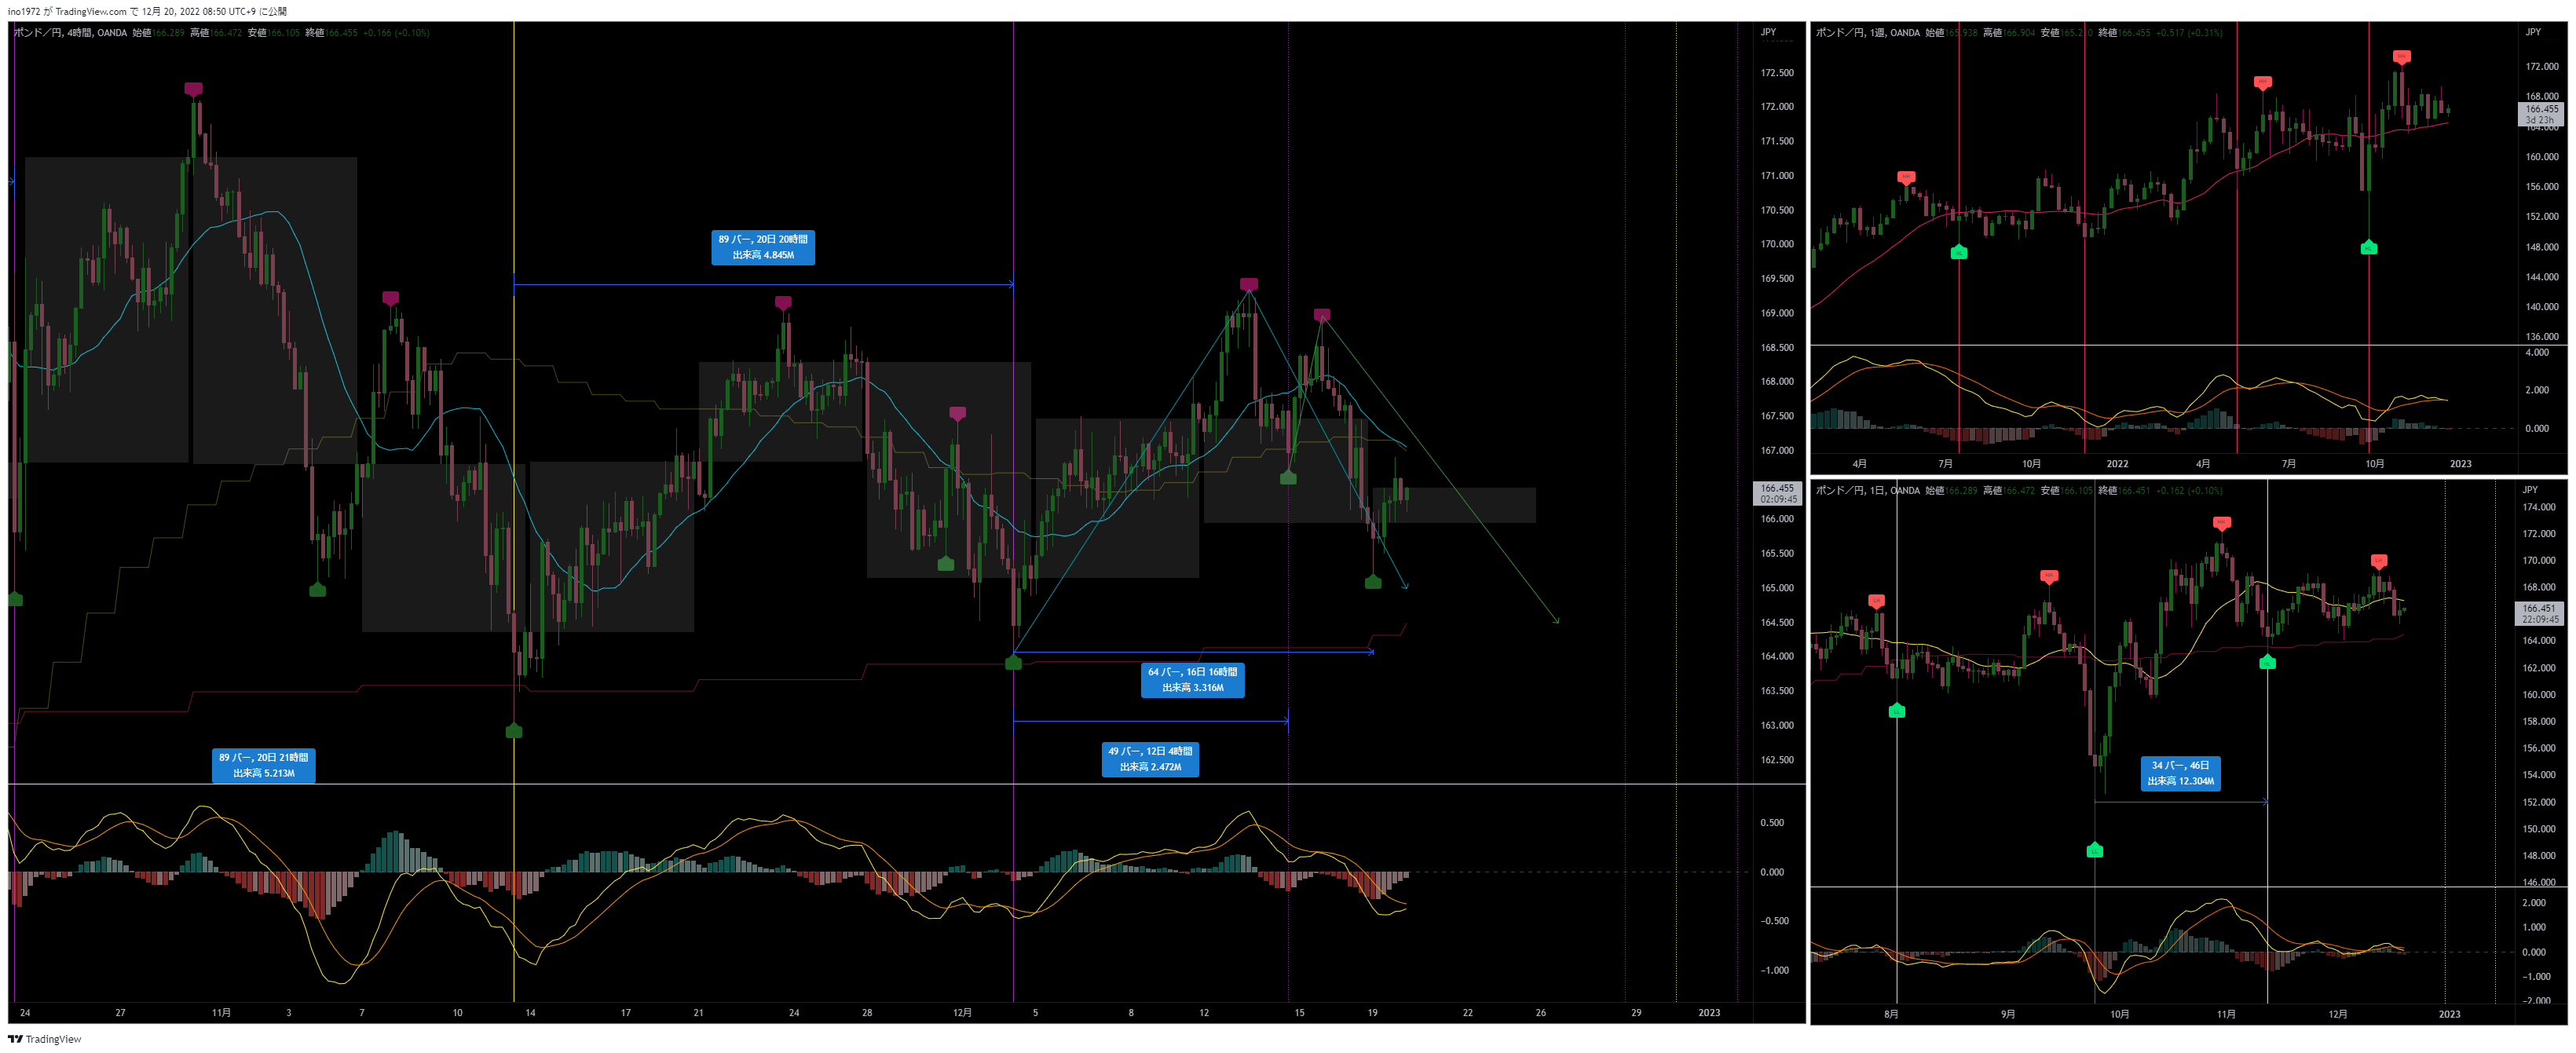 ino1972 が TradingView.com で 12月 20, 2022 08:50 UTC+9 に公開
ポンド／円, 4時間, OANDA 始値166.289 高値166.472 安値166.105 終値166.455 +0.166 (+0.10%)
JPY
172.500
172.000
171.500
171.000
170.500
170.000
169.500
169.000
168.500
168.000
167.500
167.000
166.455
02:09:45
166.000
165.500
165.000
164.500
164.000
163.500
163.000
162.500
89 バー, 20日 20時間
出来高 4.845M
64 バー, 16日 16時間
出来高 3.316M
49 バー, 12日 4時間
出来高 2.472M
89 バー, 20日 21時間
出来高 5.213M
0.500
0.000
-0.500
-1.000
24 27 11月 3 7 10 14 17 21 24 28 12月 5 8 12 15 19 22 26 29 2023
ポンド／円, 1週, OANDA 始値165.938 高値166.904 安値165.210 終値166.455 +0.517 (+0.31%)
JPY
172.000
168.000
166.455
3d 23h
164.000
160.000
156.000
152.000
148.000
144.000
140.000
136.000
4.000
2.000
0.000
4月 7月 10月 2022 4月 7月 10月 2023
ポンド／円, 1日, OANDA 始値166.289 高値166.472 安値166.105 終値166.451 +0.162 (+0.10%)
JPY
174.000
172.000
170.000
168.000
166.451
22:09:45
164.000
162.000
160.000
158.000
156.000
154.000
152.000
150.000
148.000
146.000
34 バー, 46日
出来高 12.304M
2.000
1.000
0.000
-1.000
-2.000
8月 9月 10月 11月 12月 2023
TradingView